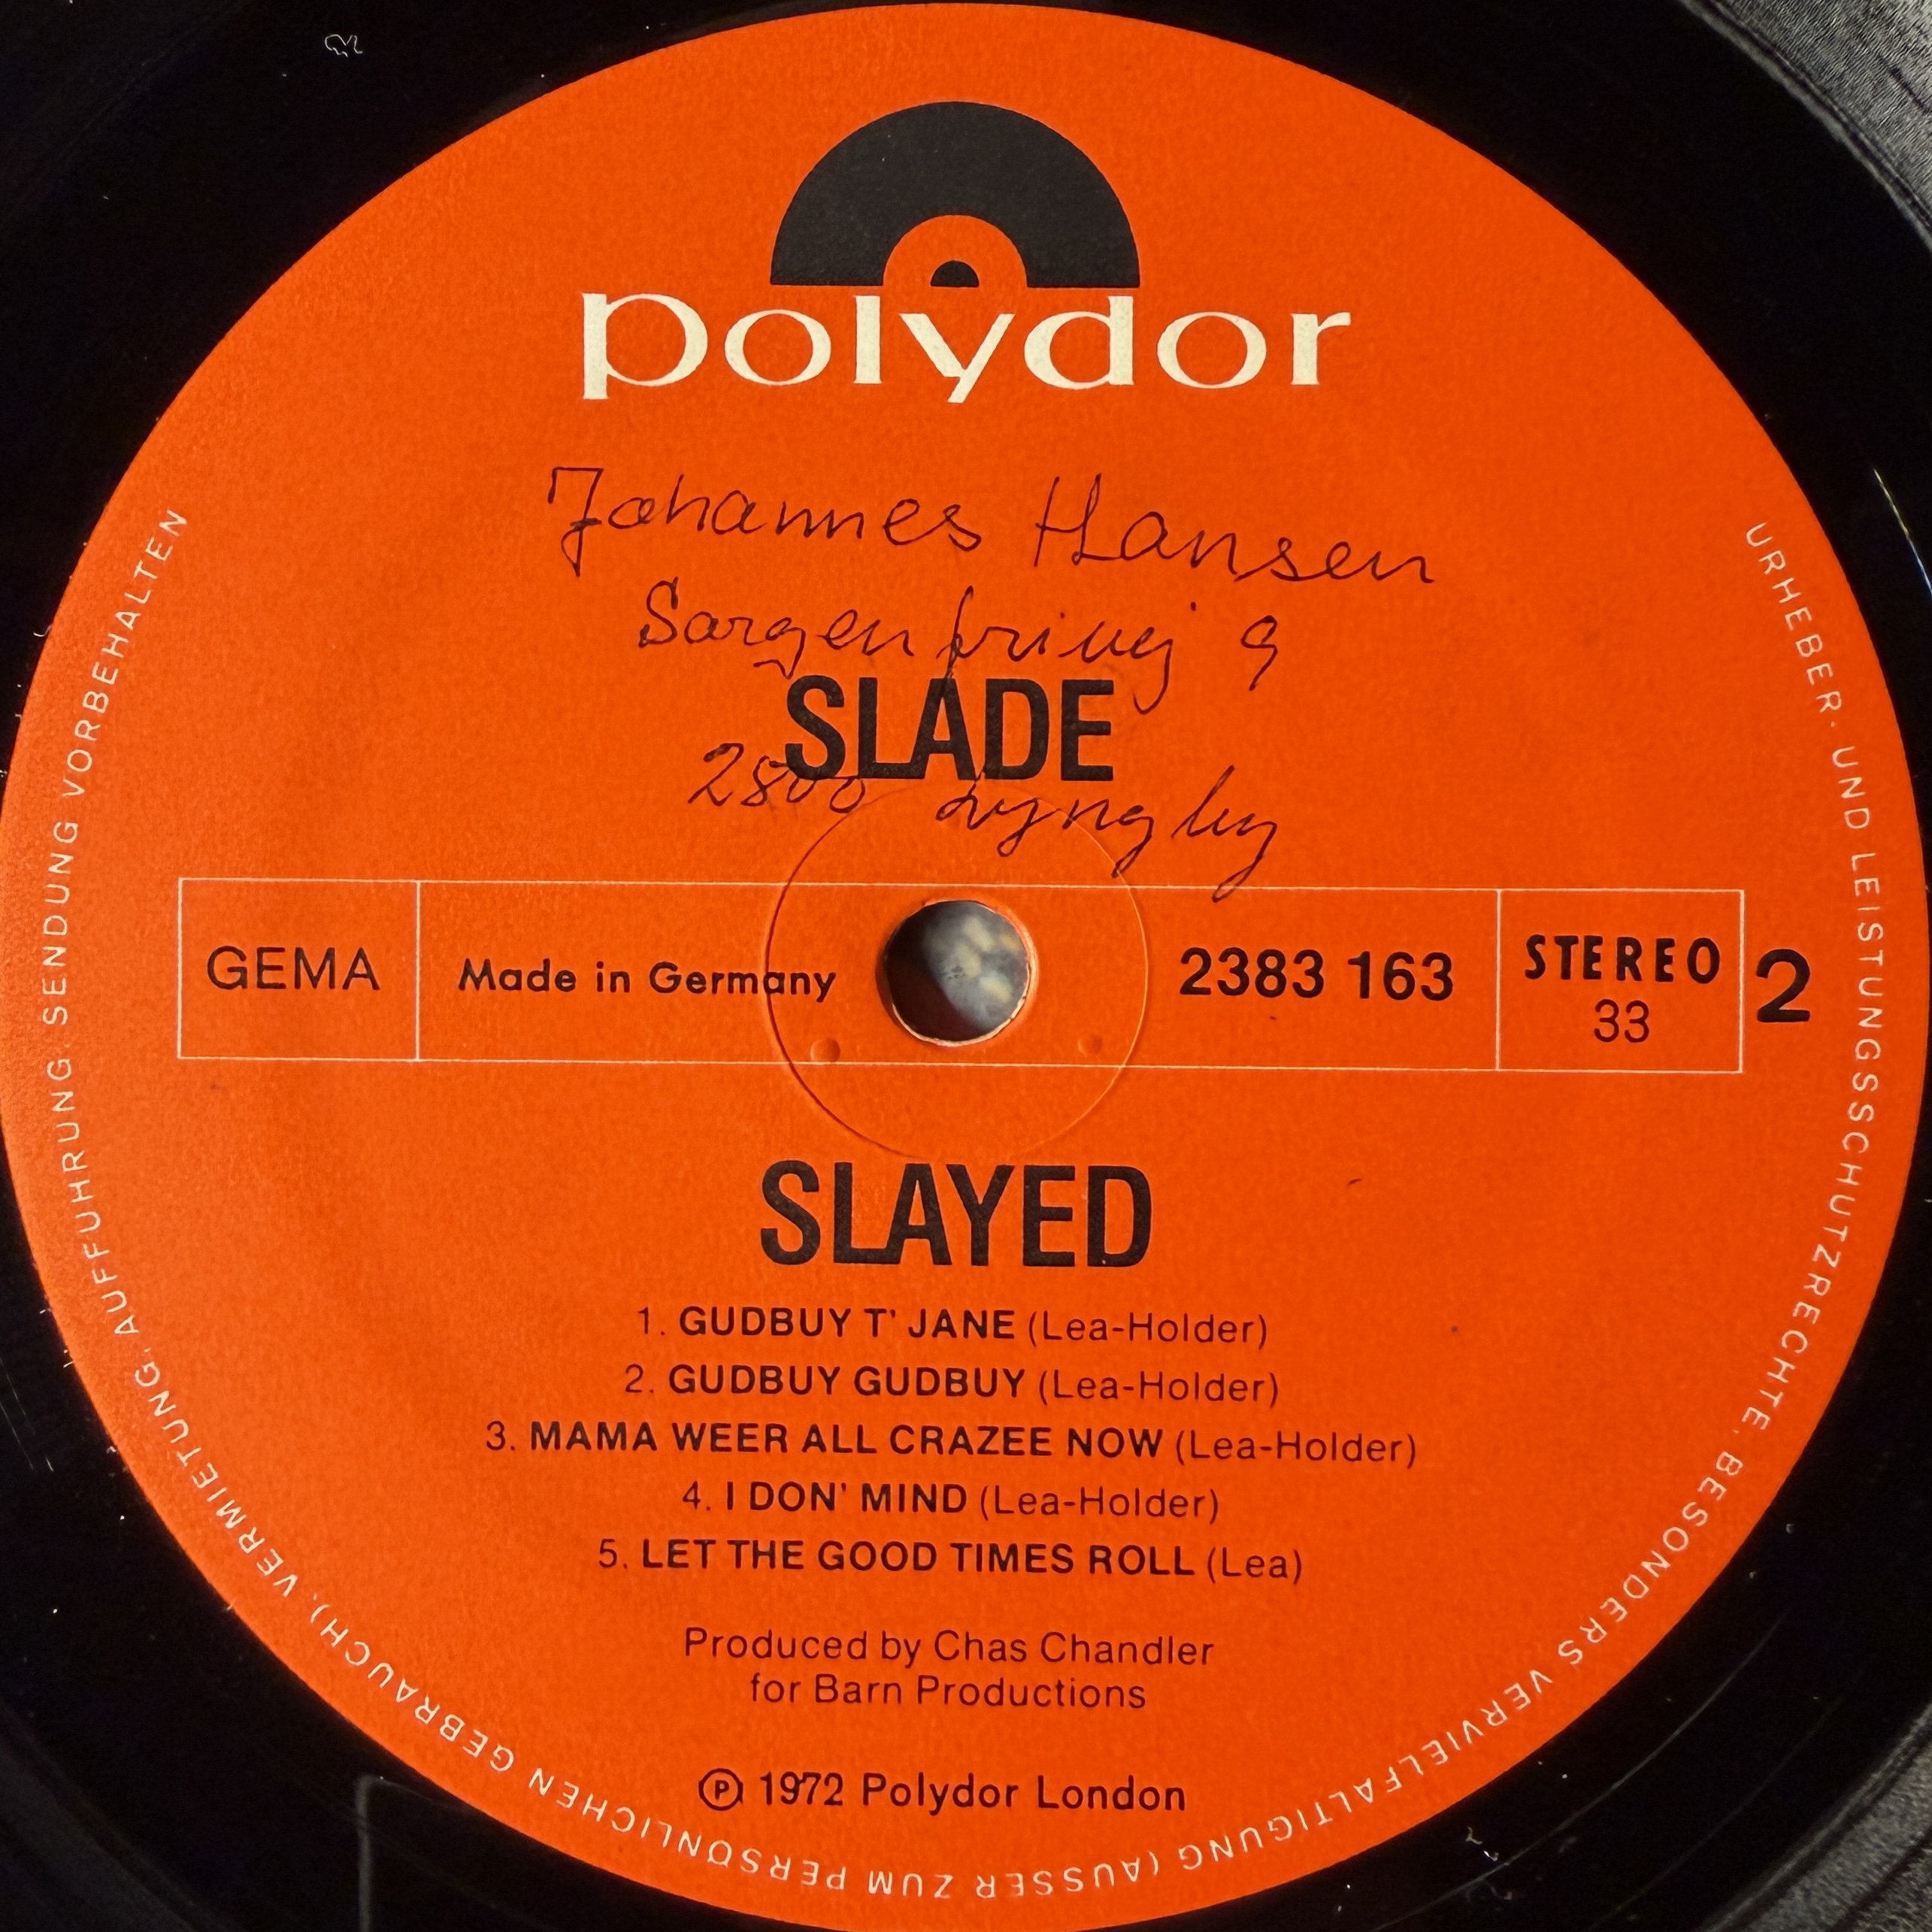 polydor
Johannes Hansen
Sorgenfrivej 9
SLADE
2800 Lyngby
GEMA
Made in Germany
2383 163
STEREO
33
2
SLAYED
1. GUDBUY T' JANE (Lea-Holder)
2. GUDBUY GUDBUY (Lea-Holder)
3. MAMA WEER ALL CRAZEE NOW (Lea-Holder)
4. I DON' MIND (Lea-Holder)
5. LET THE GOOD TIMES ROLL (Lea)
Produced by Chas Chandler
for Barn Productions
℗ 1972 Polydor London
URHEBER- UND LEISTUNGSSCHUTZRECHTE, BESONDERS VERVIELFÄLTIGUNG (AUSSER ZUM PERSÖNLICHEN GEBRAUCH), VERMIETUNG, AUFFÜHRUNG, SENDUNG VORBEHALTEN